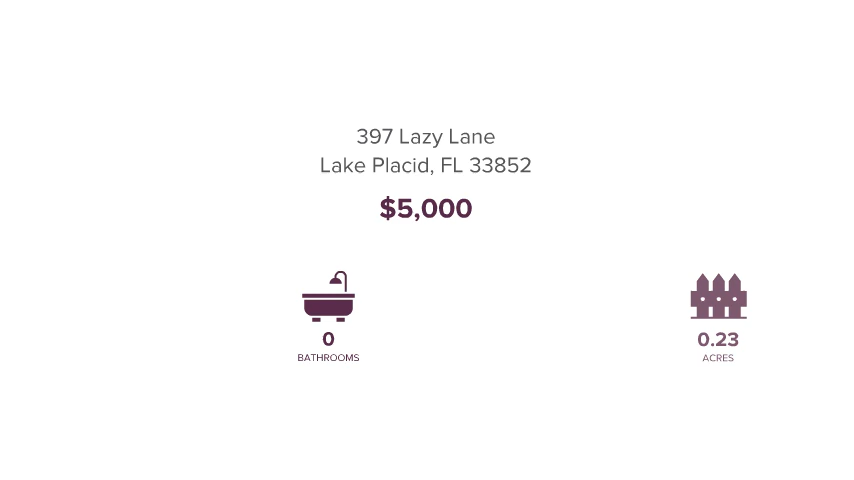 397 Lazy Lane
Lake Placid, FL 33852
$5,000
0
BATHROOMS
0.23
ACRES